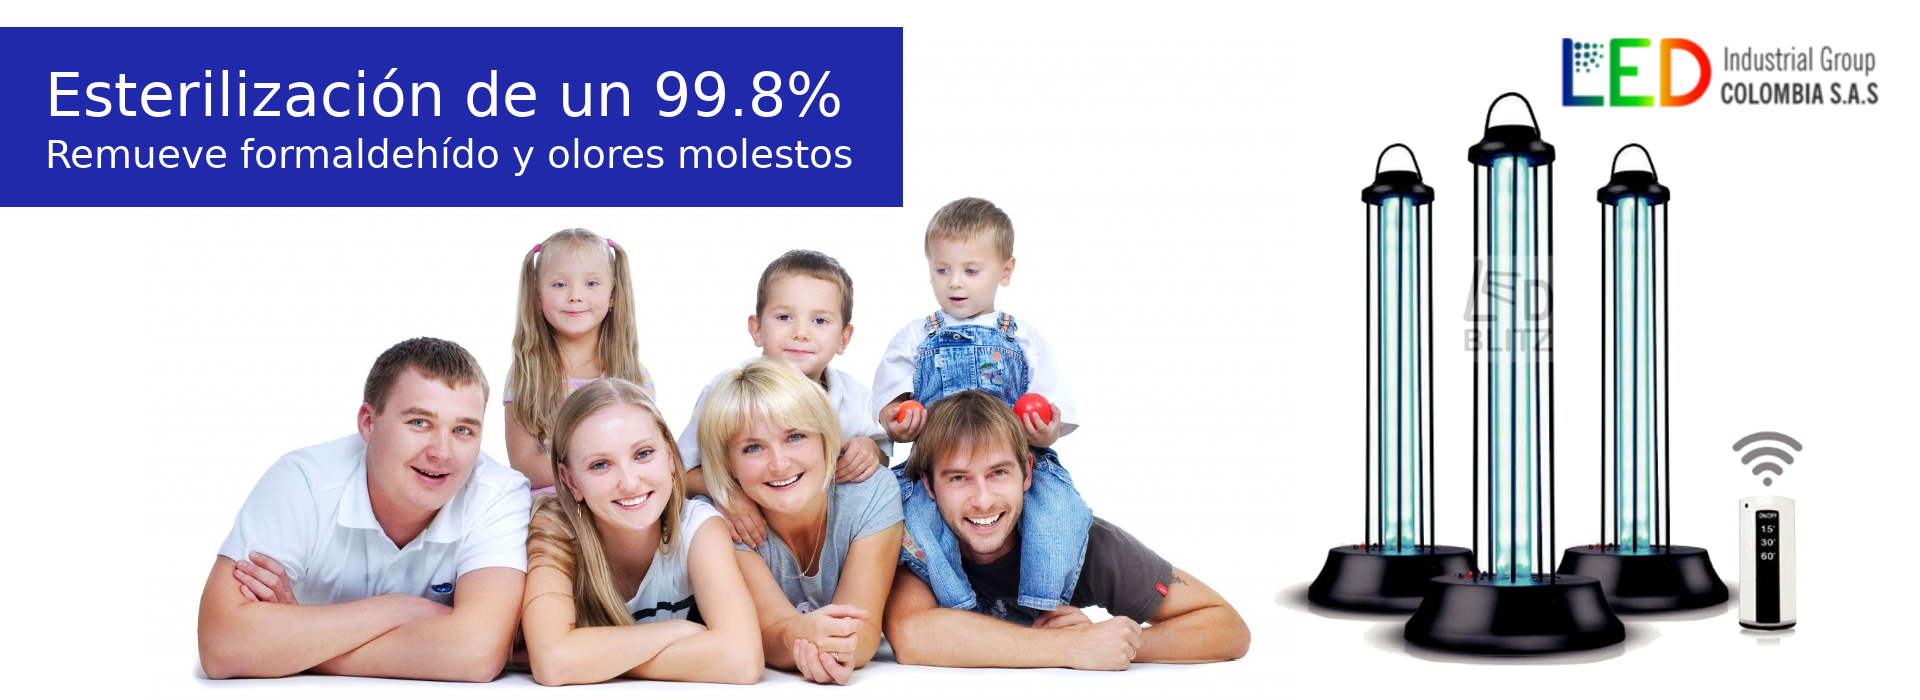 Esterilización de un 99.8%
Remueve formaldehído y olores molestos
LED Industrial Group
COLOMBIA S.A.S
LED
BLITZ
ON/OFF
15'
30'
60'